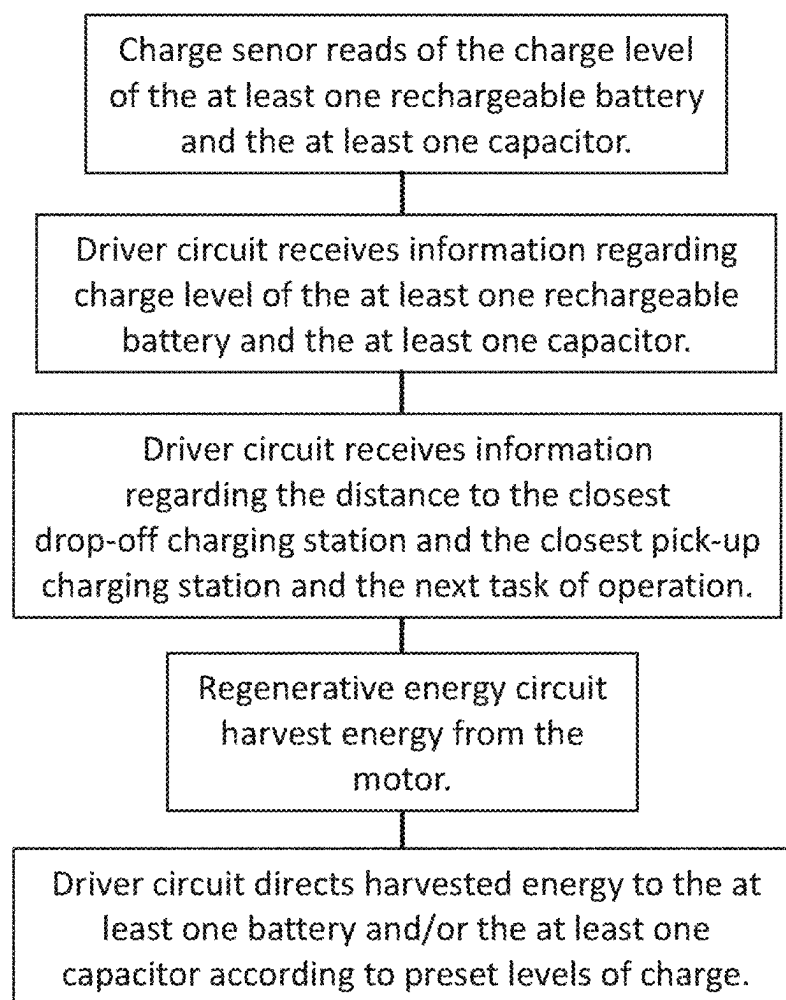 Charge senor reads of the charge level
of the at least one rechargeable battery
and the at least one capacitor.
Driver circuit receives information regarding
charge level of the at least one rechargeable
battery and the at least one capacitor.
Driver circuit receives information
regarding the distance to the closest
drop-off charging station and the closest pick-up
charging station and the next task of operation.
Regenerative energy circuit
harvest energy from the
motor.
Driver circuit directs harvested energy to the at
least one battery and/or the at least one
capacitor according to preset levels of charge.